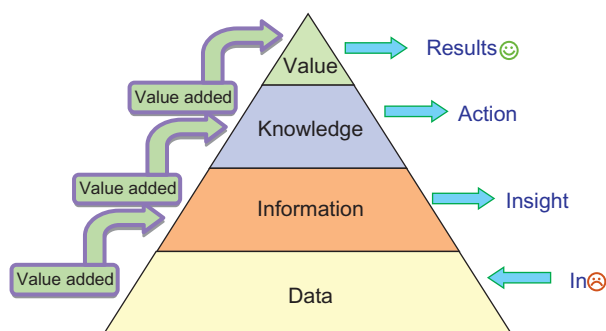 Value
Results
Value added
Knowledge
Action
Value added
Information
Insight
Value added
Data
In